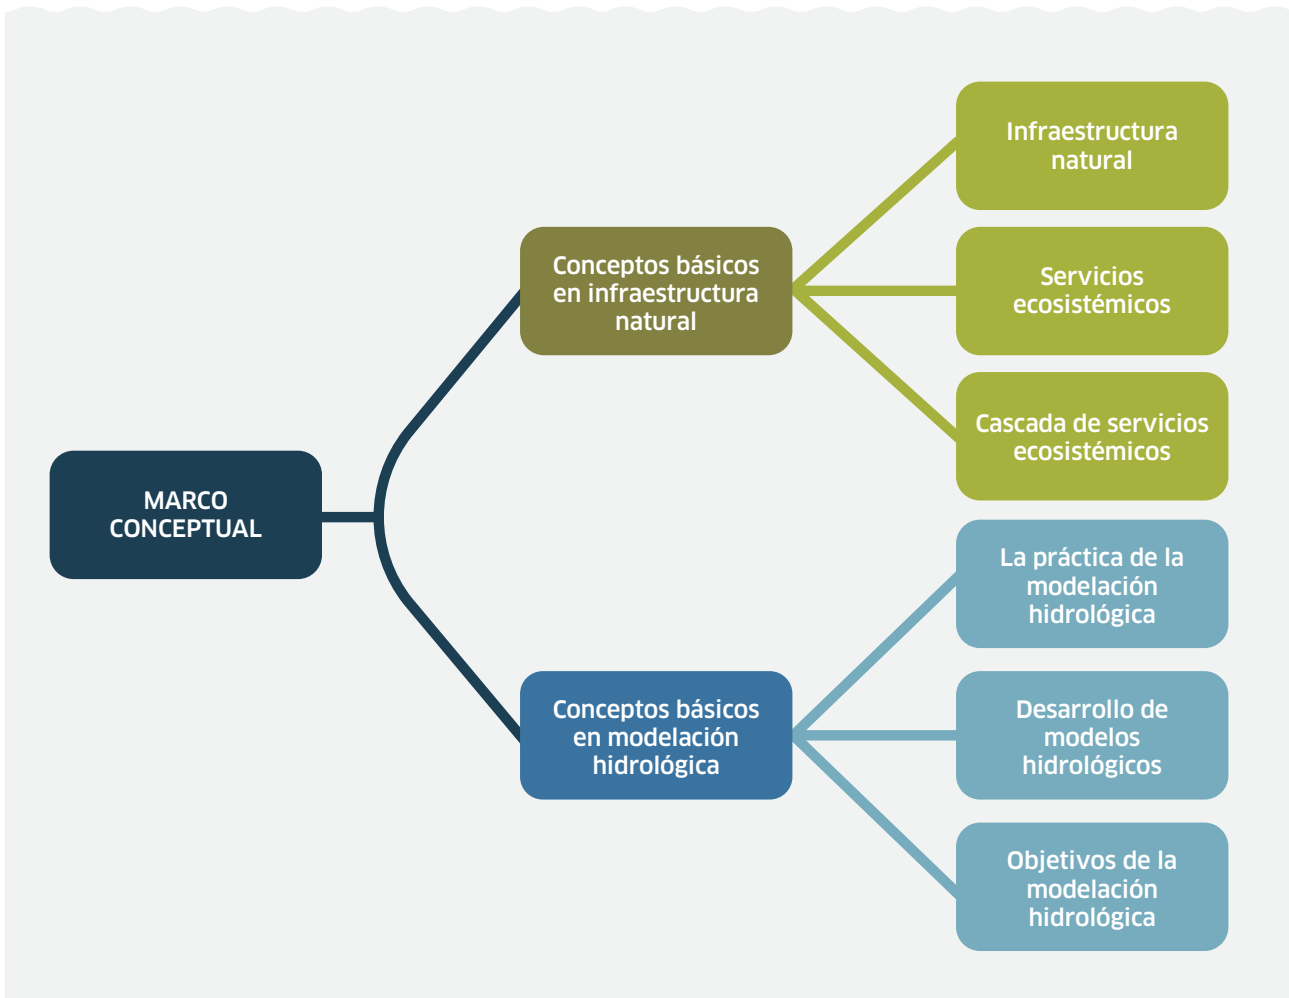 MARCO
CONCEPTUAL
Conceptos básicos
en infraestructura
natural
Infraestructura
natural
Servicios
ecosistémicos
Cascada de servicios
ecosistémicos
Conceptos básicos
en modelación
hidrológica
La práctica de la
modelación
hidrológica
Desarrollo de
modelos
hidrológicos
Objetivos de la
modelación
hidrológica